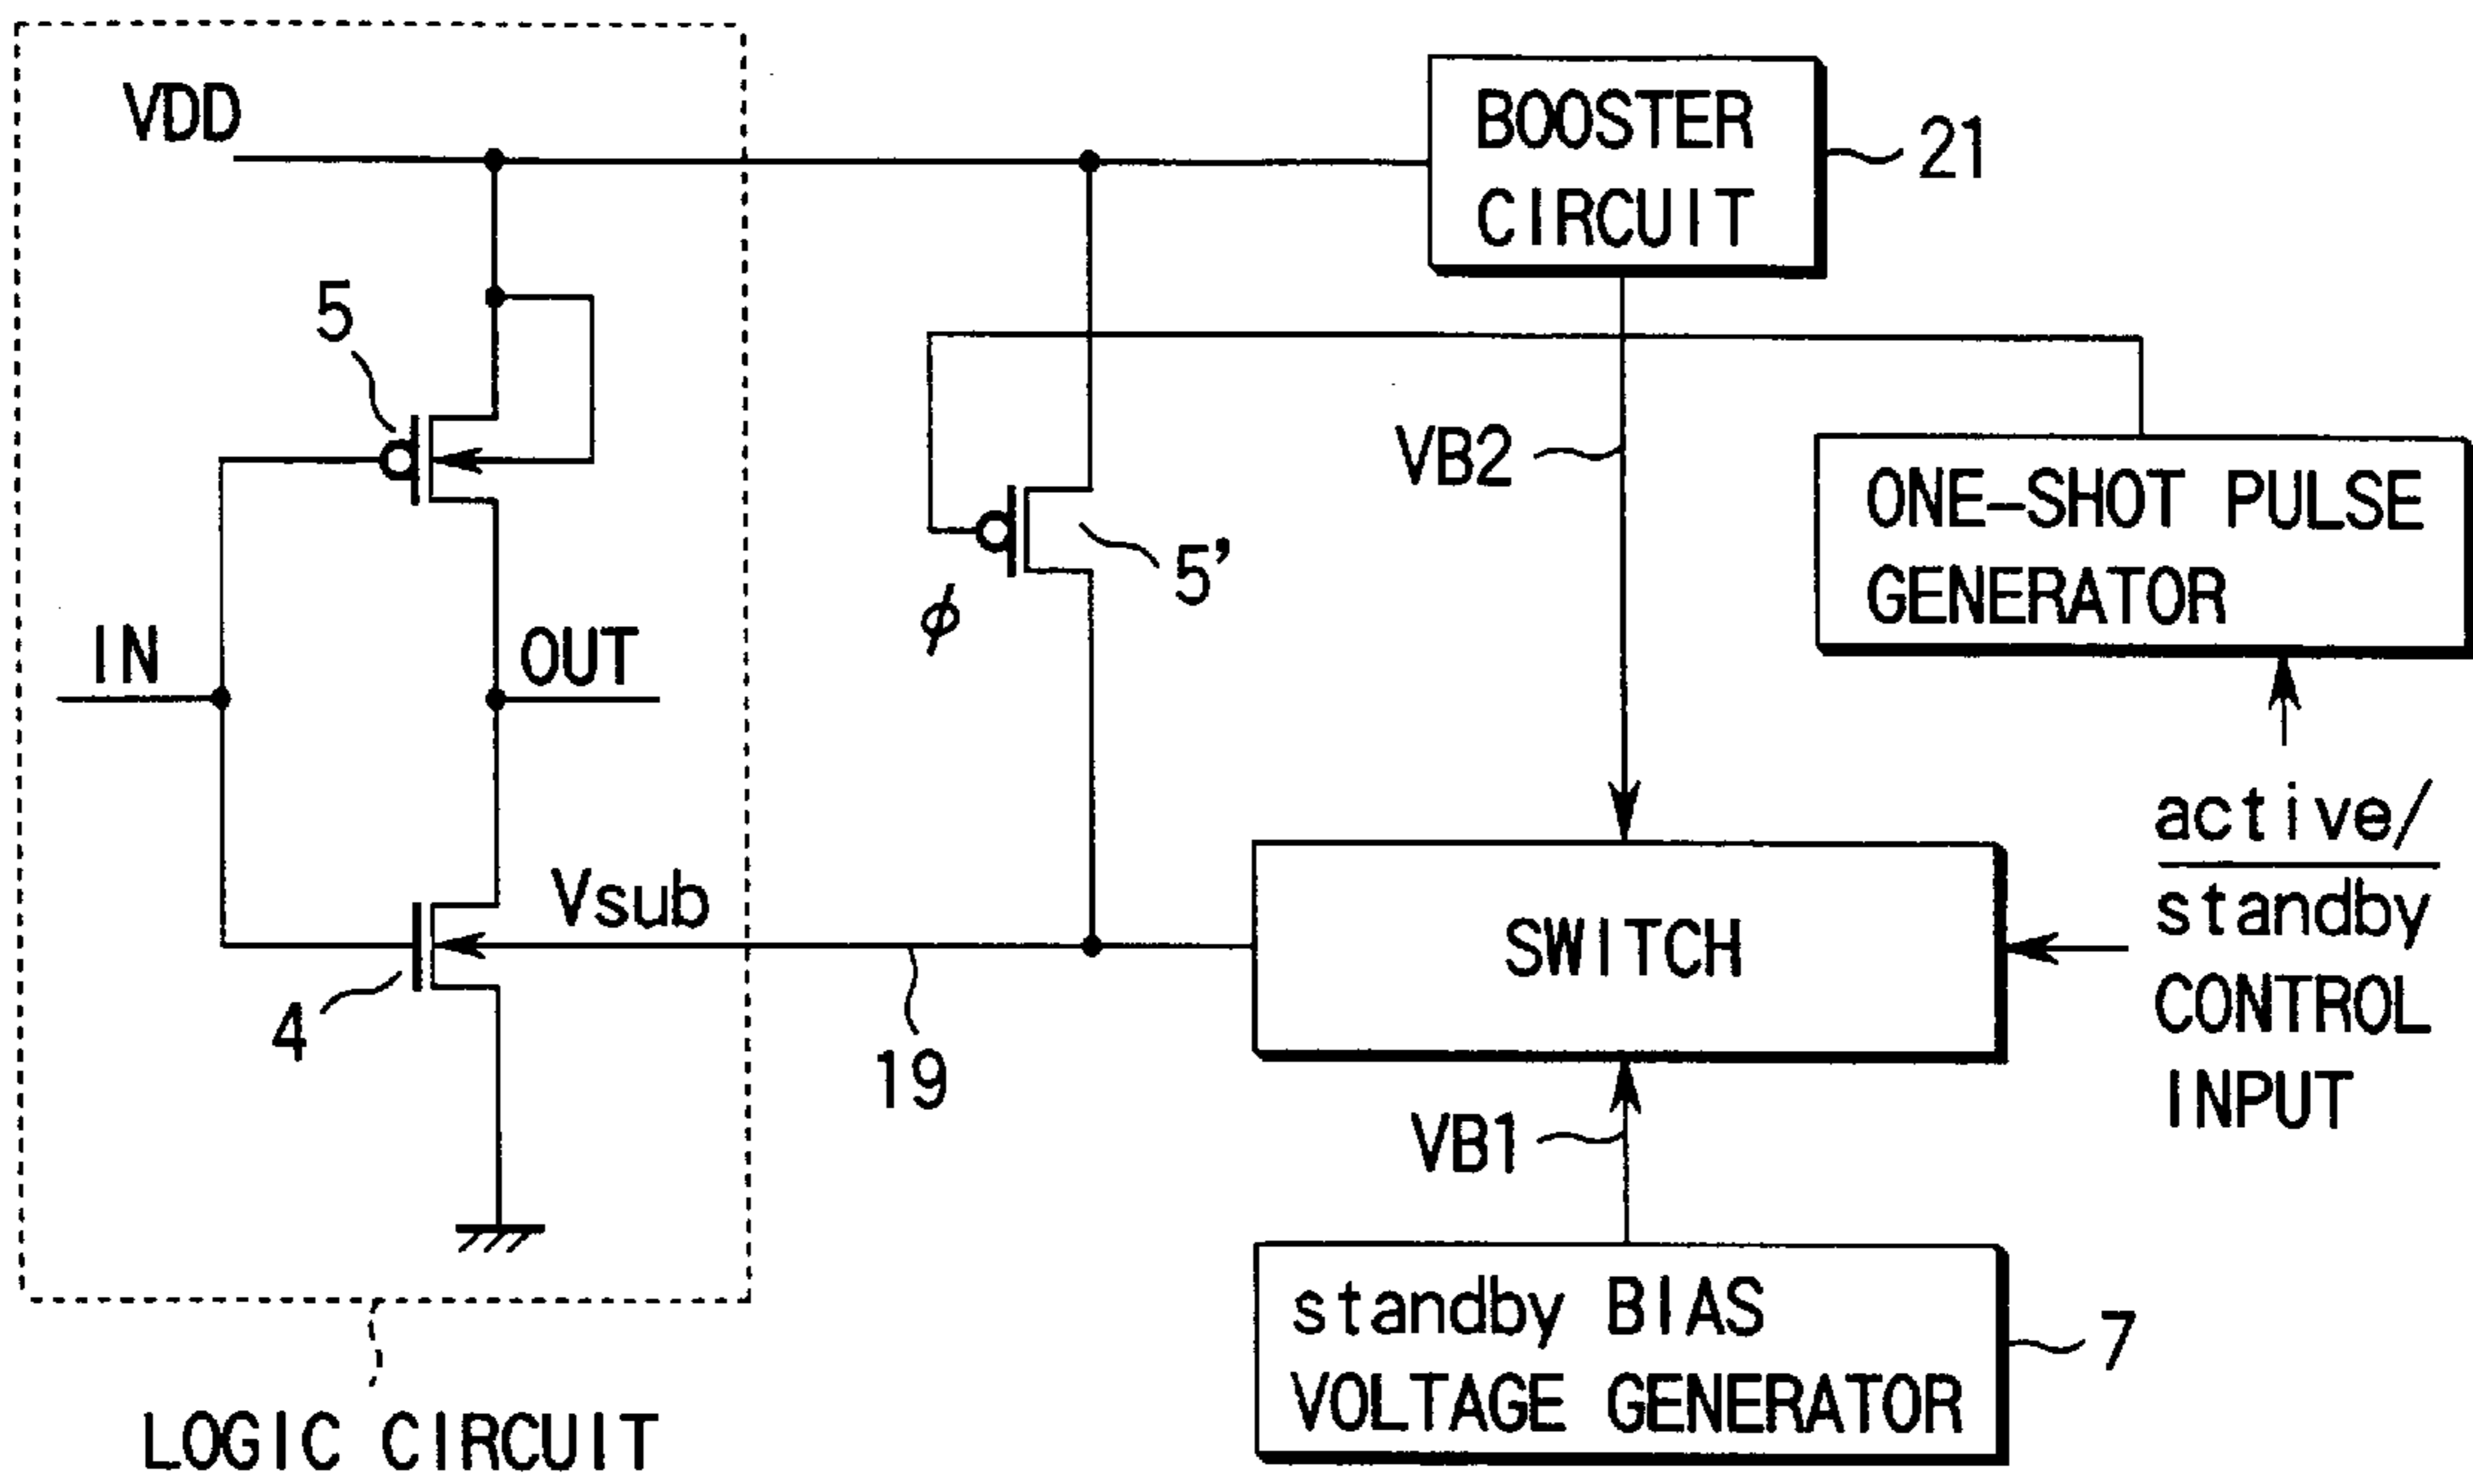 VDD
BOOSTER
CIRCUIT
21
5
VB2
ONE-SHOT PULSE
GENERATOR
5'
φ
IN
OUT
active/
standby
CONTROL
INPUT
Vsub
SWITCH
4
19
VB1
standby BIAS
VOLTAGE GENERATOR
7
LOGIC CIRCUIT